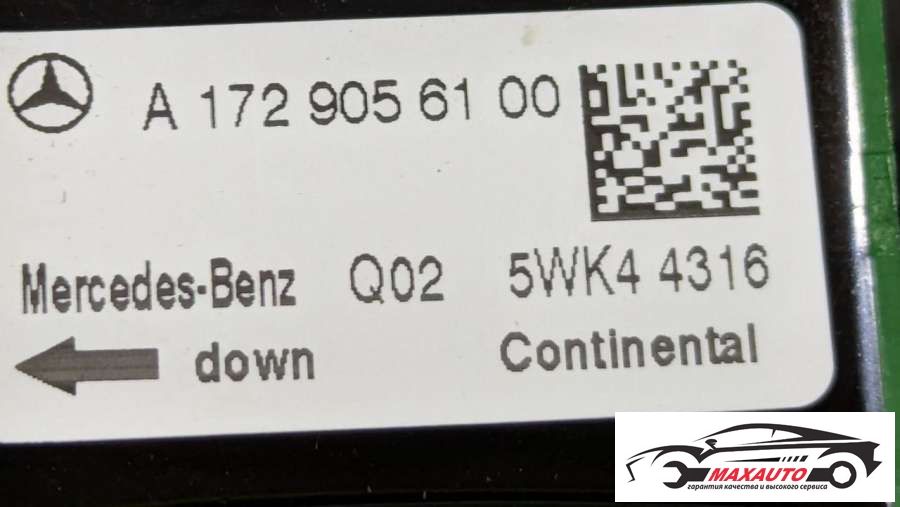 A 172 905 61 00
Mercedes-Benz Q02 5WK4 4316
down Continental
MAXAUTO
гарантия качества и высокого сервиса